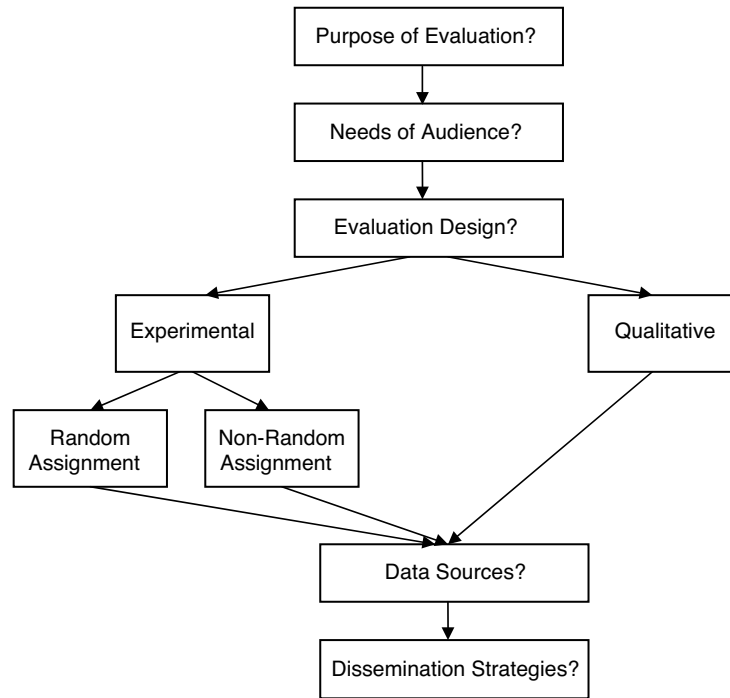 Purpose of Evaluation?
Needs of Audience?
Evaluation Design?
Experimental
Qualitative
Random
Assignment
Non-Random
Assignment
Data Sources?
Dissemination Strategies?